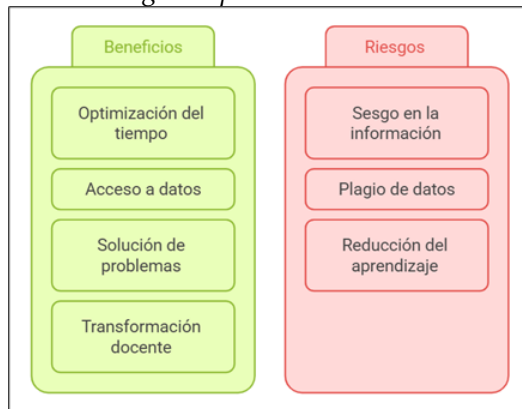 Beneficios
Optimización del
tiempo
Acceso a datos
Solución de
problemas
Transformación
docente
Riesgos
Sesgo en la
información
Plagio de datos
Reducción del
aprendizaje